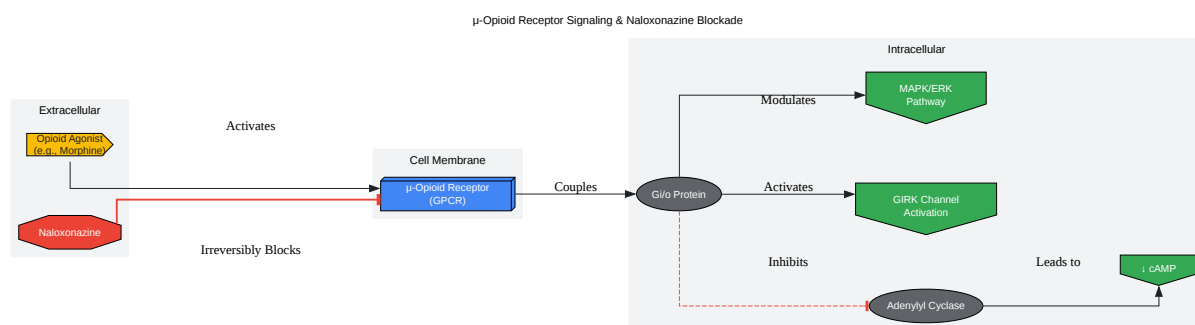 μ-Opioid Receptor Signaling & Naloxonazine Blockade
Extracellular
Opioid Agonist
(e.g., Morphine)
Naloxonazine
Activates
Irreversibly Blocks
Cell Membrane
μ-Opioid Receptor
(GPCR)
Couples
Intracellular
Gi/o Protein
Modulates
MAPK/ERK
Pathway
Activates
GIRK Channel
Activation
Inhibits
Adenylyl Cyclase
Leads to
↓ cAMP